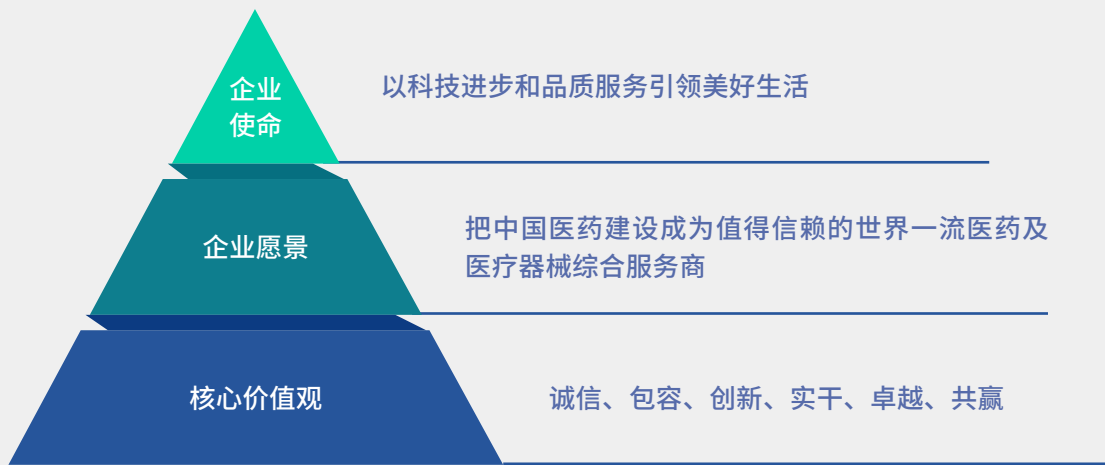 企业
使命
以科技进步和品质服务引领美好生活
企业愿景
把中国医药建设成为值得信赖的世界一流医药及
医疗器械综合服务商
核心价值观
诚信、包容、创新、实干、卓越、共赢